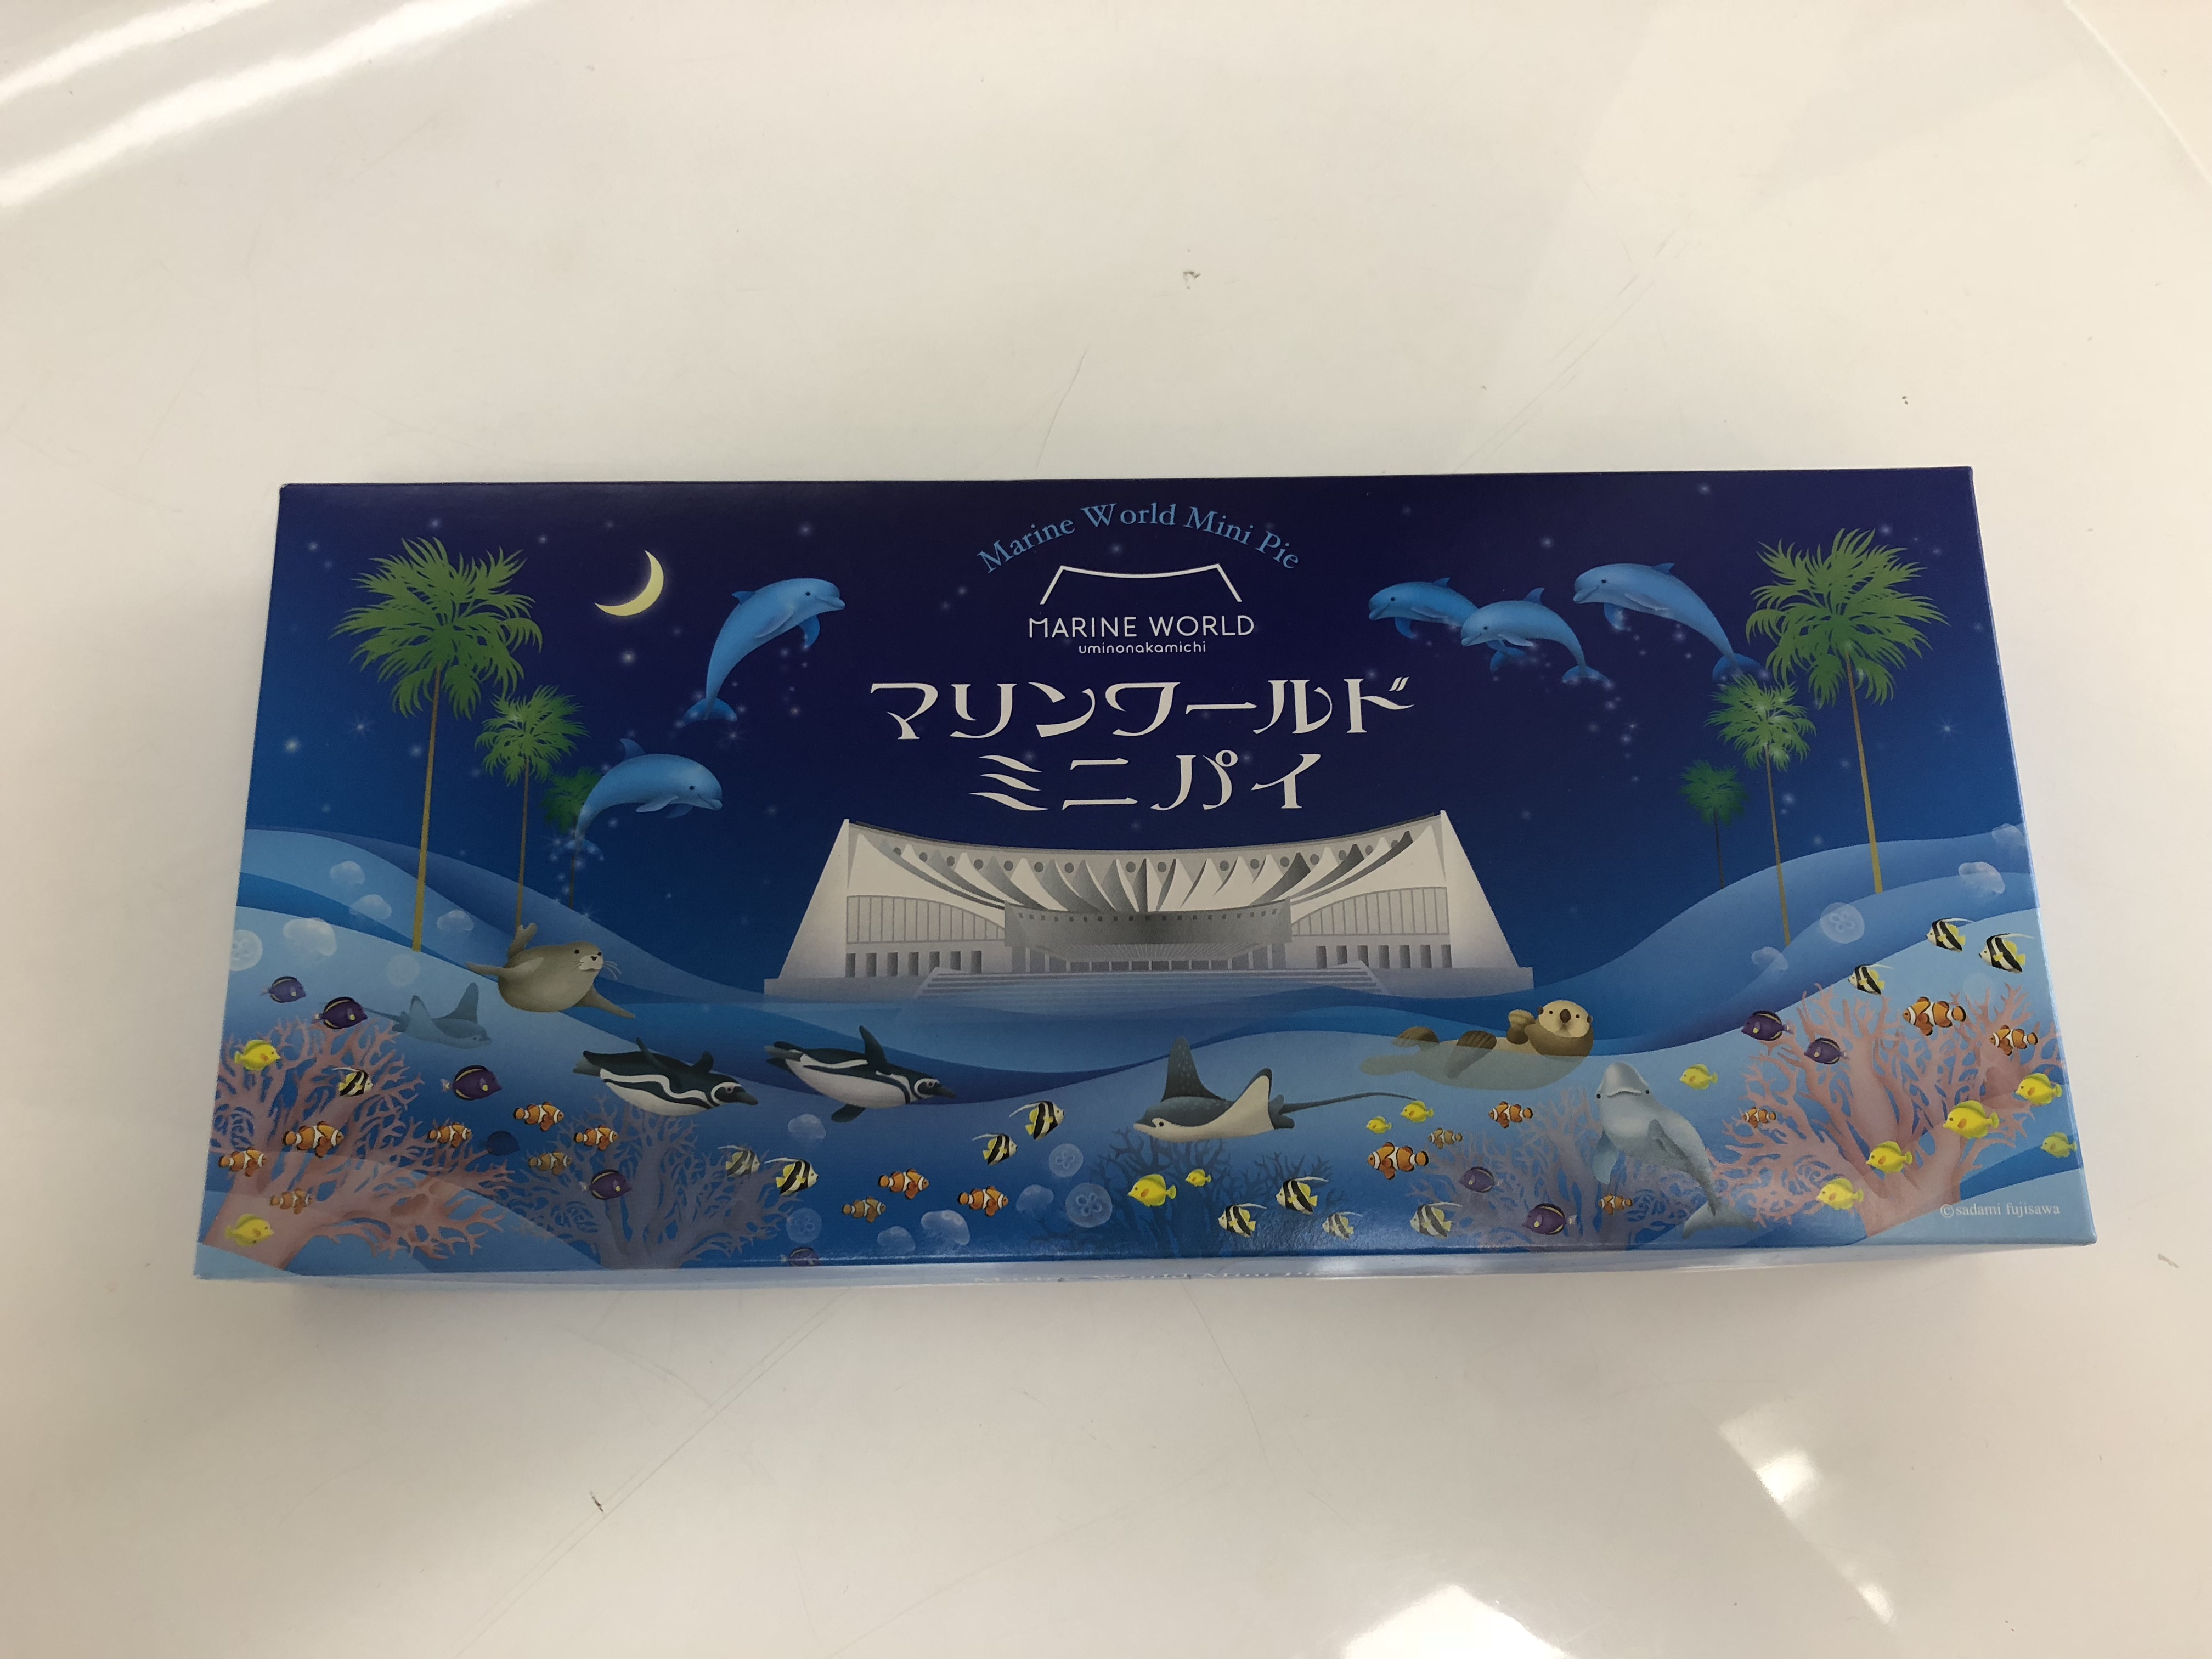 Marine World Mini Pie
MARINE WORLD
uminonakamichi
マリンワールド
ミニパイ
©sadami fujisawa